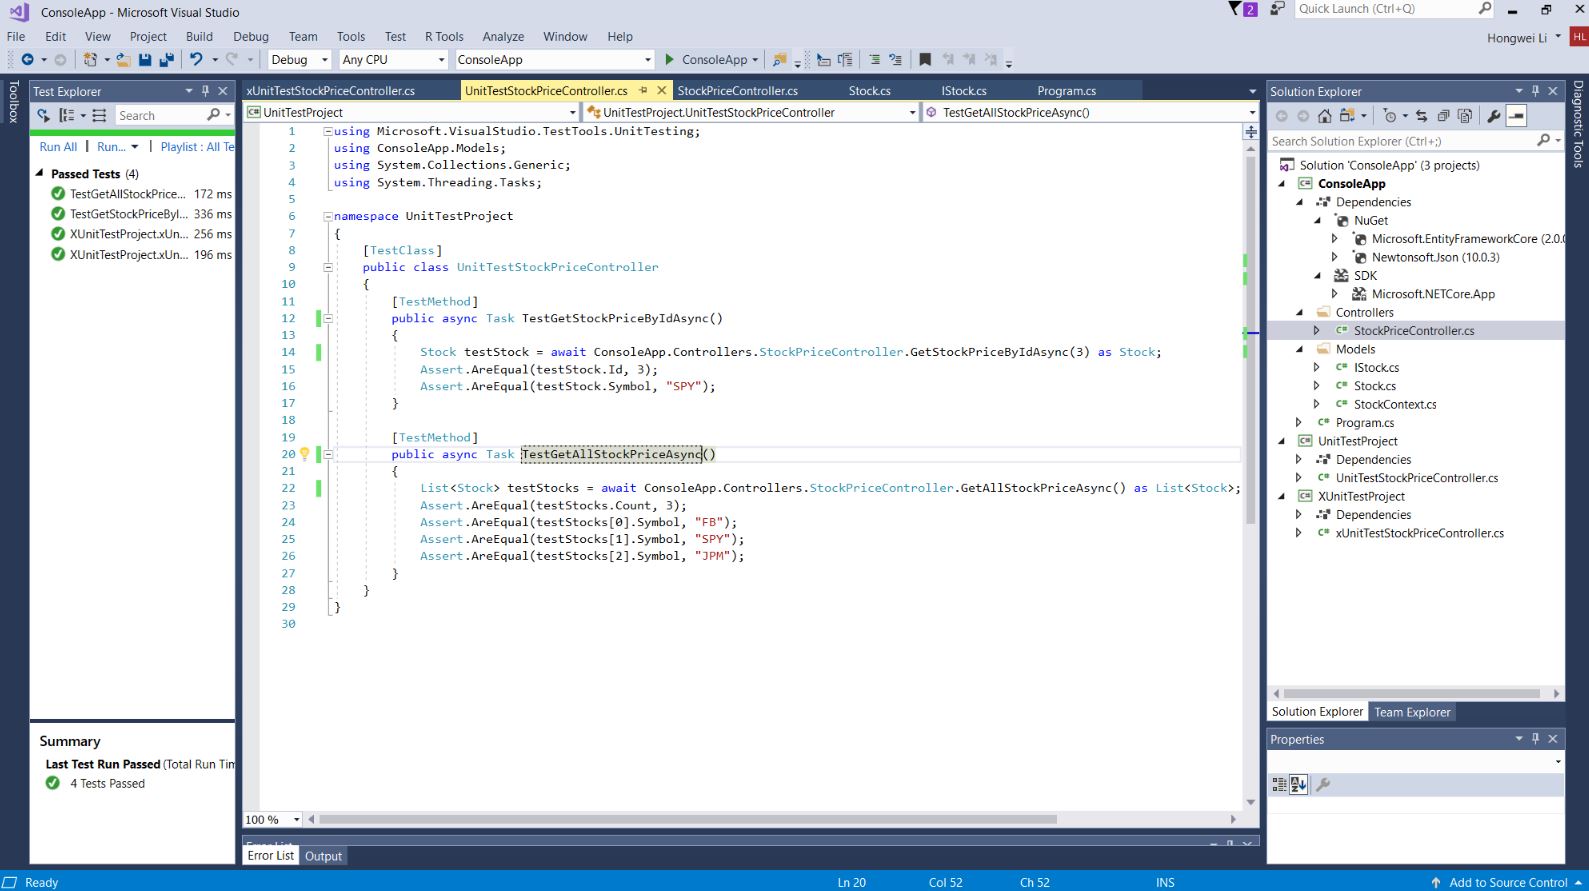 ConsoleApp - Microsoft Visual Studio
2
Quick Launch (Ctrl+Q)
File Edit View Project Build Debug Team Tools Test R Tools Analyze Window Help
Hongwei Li
HL
Debug Any CPU ConsoleApp ConsoleApp
Toolbox
Test Explorer
Search
Run All | Run... | Playlist : All Te
Passed Tests (4)
TestGetAllStockPrice... 172 ms
TestGetStockPriceByI... 336 ms
XUnitTestProject.xUn... 256 ms
XUnitTestProject.xUn... 196 ms
Summary
Last Test Run Passed (Total Run Tim
4 Tests Passed
xUnitTestStockPriceController.cs UnitTestStockPriceController.cs StockPriceController.cs Stock.cs IStock.cs Program.cs
UnitTestProject UnitTestProject.UnitTestStockPriceController TestGetAllStockPriceAsync()
1 using Microsoft.VisualStudio.TestTools.UnitTesting;
2 using ConsoleApp.Models;
3 using System.Collections.Generic;
4 using System.Threading.Tasks;
5
6 namespace UnitTestProject
7 {
8 [TestClass]
9 public class UnitTestStockPriceController
10 {
11 [TestMethod]
12 public async Task TestGetStockPriceByIdAsync()
13 {
14 Stock testStock = await ConsoleApp.Controllers.StockPriceController.GetStockPriceByIdAsync(3) as Stock;
15 Assert.AreEqual(testStock.Id, 3);
16 Assert.AreEqual(testStock.Symbol, "SPY");
17 }
18
19 [TestMethod]
20 public async Task TestGetAllStockPriceAsync()
21 {
22 List<Stock> testStocks = await ConsoleApp.Controllers.StockPriceController.GetAllStockPriceAsync() as List<Stock>;
23 Assert.AreEqual(testStocks.Count, 3);
24 Assert.AreEqual(testStocks[0].Symbol, "FB");
25 Assert.AreEqual(testStocks[1].Symbol, "SPY");
26 Assert.AreEqual(testStocks[2].Symbol, "JPM");
27 }
28 }
29 }
30
100 %
Error List
Error List Output
Solution Explorer
Search Solution Explorer (Ctrl+;)
Solution 'ConsoleApp' (3 projects)
ConsoleApp
Dependencies
NuGet
Microsoft.EntityFrameworkCore (2.0.0
Newtonsoft.Json (10.0.3)
SDK
Microsoft.NETCore.App
Controllers
StockPriceController.cs
Models
IStock.cs
Stock.cs
StockContext.cs
Program.cs
UnitTestProject
Dependencies
UnitTestStockPriceController.cs
XUnitTestProject
Dependencies
xUnitTestStockPriceController.cs
Solution Explorer Team Explorer
Properties
Diagnostic Tools
Ready Ln 20 Col 52 Ch 52 INS Add to Source Control